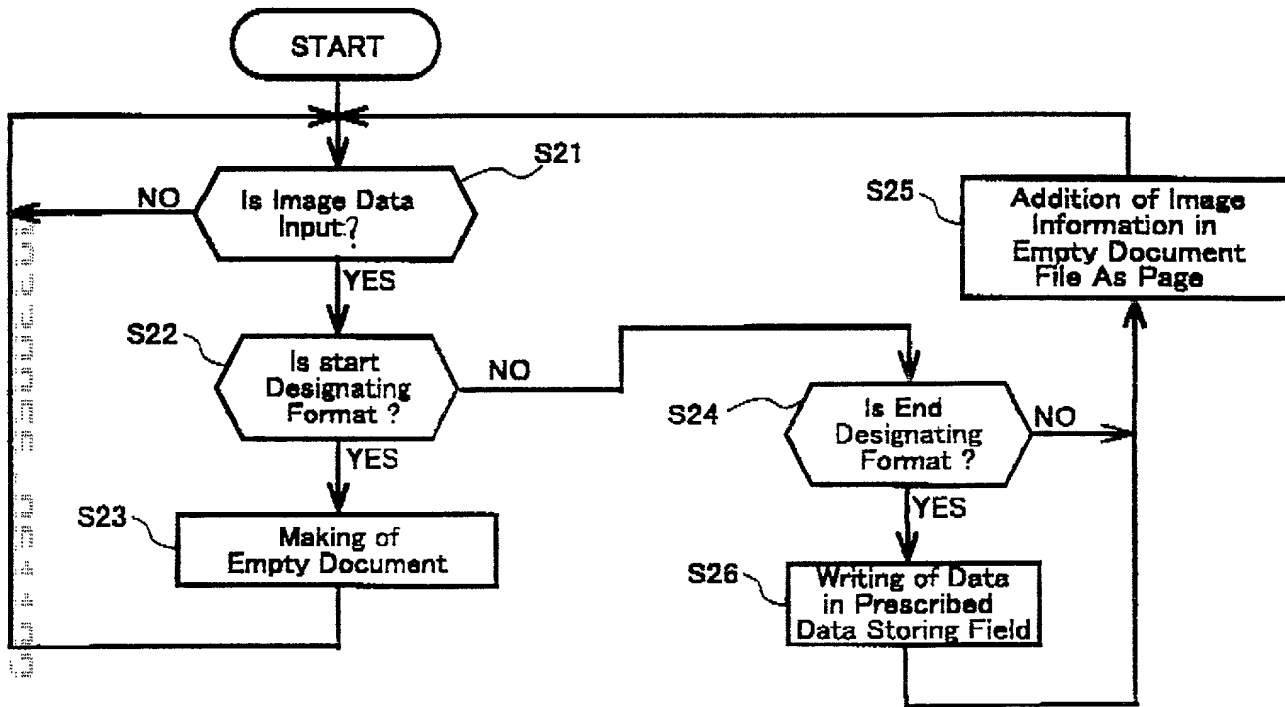 START
S21
Is Image Data
Input?
NO
YES
S22
Is start
Designating
Format ?
NO
YES
S23
Making of
Empty Document
S24
Is End
Designating
Format ?
NO
YES
S26
Writing of Data
in Prescribed
Data Storing Field
S25
Addition of Image
Information in
Empty Document
File As Page